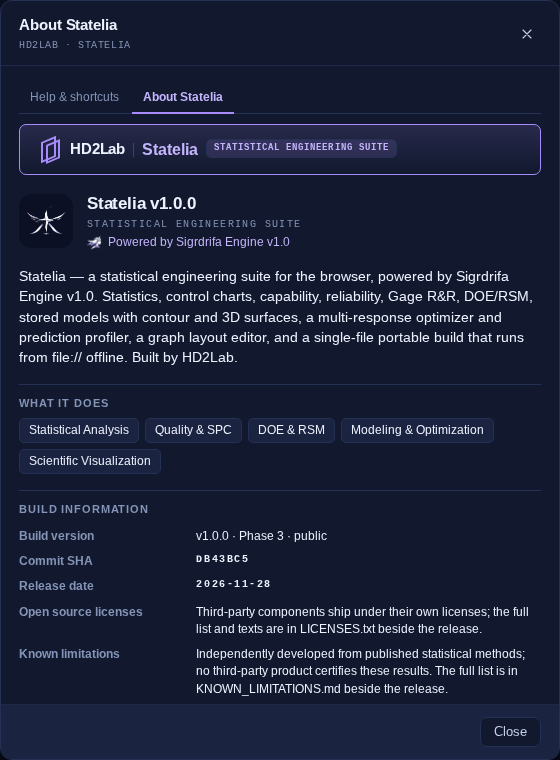 About Statelia
HD2LAB · STATELIA
Help & shortcuts
About Statelia
HD2Lab | Statelia STATISTICAL ENGINEERING SUITE
Statelia v1.0.0
STATISTICAL ENGINEERING SUITE
Powered by Sigrdrifa Engine v1.0
Statelia — a statistical engineering suite for the browser, powered by Sigrdrifa
Engine v1.0. Statistics, control charts, capability, reliability, Gage R&R, DOE/RSM,
stored models with contour and 3D surfaces, a multi-response optimizer and
prediction profiler, a graph layout editor, and a single-file portable build that runs
from file:// offline. Built by HD2Lab.
WHAT IT DOES
Statistical Analysis
Quality & SPC
DOE & RSM
Modeling & Optimization
Scientific Visualization
BUILD INFORMATION
Build version
v1.0.0 · Phase 3 · public
Commit SHA
DB43BC5
Release date
2026-11-28
Open source licenses
Third-party components ship under their own licenses; the full
list and texts are in LICENSES.txt beside the release.
Known limitations
Independently developed from published statistical methods;
no third-party product certifies these results. The full list is in
KNOWN_LIMITATIONS.md beside the release.
Close